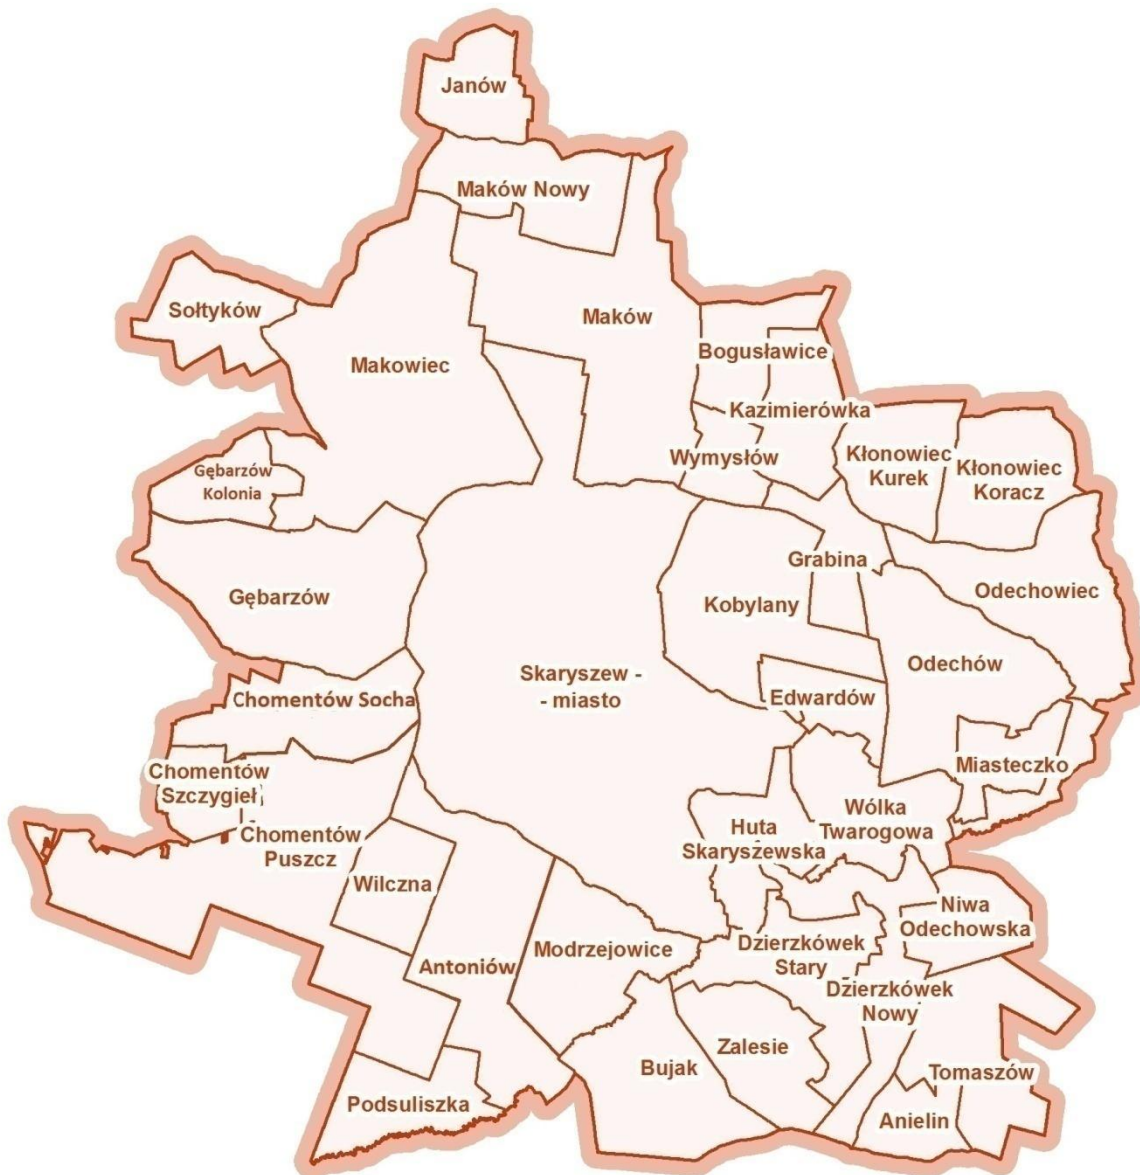 Janów
Maków Nowy
Sołtyków
Maków
Makowiec
Bogusławice
Kazimierówka
Wymysłów
Kłonowiec
Kurek
Kłonowiec
Koracz
Gębarzów
Kolonia
Gębarzów
Grabina
Kobylany
Odechowiec
Odechów
Skaryszew -
- miasto
Edwardów
Chomentów Socha
Chomentów
Szczygieł
Miasteczko
Wólka
Twarogowa
Huta
Skaryszewska
Chomentów
Puszcz
Wilczna
Niwa
Odechowska
Antoniów
Modrzejowice
Dzierzkówek
Stary
Dzierzkówek
Nowy
Zalesie
Bujak
Tomaszów
Podsuliszka
Anielin